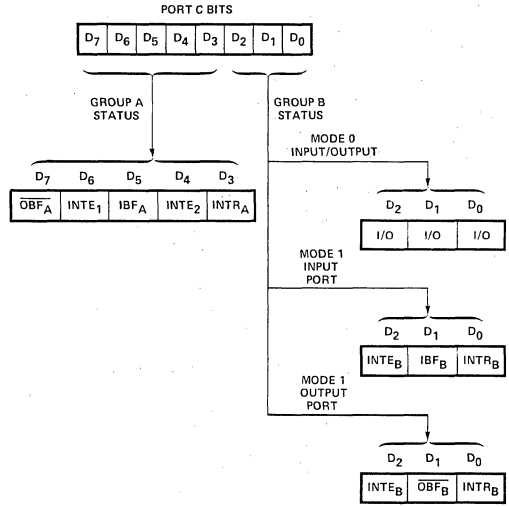 PORT C BITS
D7 D6 D5 D4 D3 D2 D1 D0
GROUP A
STATUS
GROUP B
STATUS
MODE 0
INPUT/OUTPUT
D7 D6 D5 D4 D3
O̅B̅F̅A̅ INTE1 IBFA INTE2 INTRA
D2 D1 D0
I/O I/O I/O
MODE 1
INPUT
PORT
D2 D1 D0
INTEB IBFB INTRB
MODE 1
OUTPUT
PORT
D2 D1 D0
INTEB O̅B̅F̅B̅ INTRB